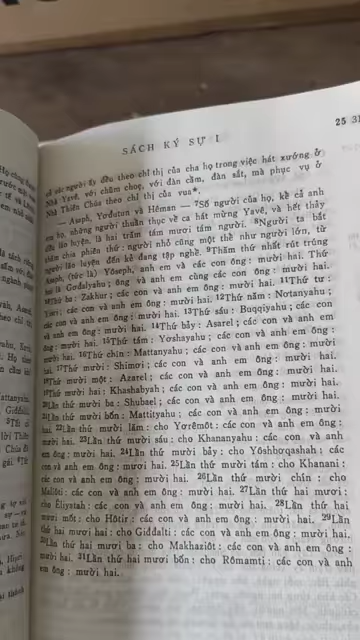 SÁCH KÝ SỰ I
25 31
cả các người ấy đều theo chỉ thị của cha họ trong việc hát xướng ở
Nhà Yavê, với chũm chọe, với đàn cầm, đàn sắt, mà phục vụ ở
Nhà Thiên Chúa theo chỉ thị của vua*.
— Asaph, Yơđutun và Hêman — 7Số người của họ, kể cả anh
em họ, những người thuần thục về ca hát mừng Yavê, và hết thảy
đều lão luyện, là hai trăm tám mươi tám người. 8Người ta bắt
thăm chia phiên thứ: người nhỏ cũng một thể như người lớn, từ
người lão luyện đến kẻ đang tập nghề. 9Thăm thứ nhất rút trúng
Asaph, (tức là) Yôseph, anh em và các con ông: mười hai. Thứ
hai là Gơđalyahu; ông và anh em cùng các con ông: mười hai.
10Thứ ba: Zakkur; các con và anh em ông: mười hai. 11Thứ tư:
Yiçri; các con và anh em ông: mười hai. 12Thứ năm: Nơtanyahu;
các con và anh em ông: mười hai. 13Thứ sáu: Buqqiyahu; các con
và anh em ông: mười hai. 14Thứ bảy: Asarel; các con và anh em
ông: mười hai. 15Thứ tám: Yoshayahu; các con và anh em ông:
mười hai. 16Thứ chín: Mattanyahu; các con và anh em ông: mười
hai. 17Thứ mười: Shimơi; các con và anh em ông: mười hai.
18Thứ mười một: Azarel; các con và anh em ông: mười hai.
19Thứ mười hai: Khashabyah; các con và anh em ông: mười hai.
20Lần thứ mười ba: Shubael; các con và anh em ông: mười hai.
21Lần thứ mười bốn: Mattityahu; các con và anh em ông: mười
hai. 22Lần thứ mười lăm: cho Yơrêmôt: các con và anh em ông:
mười hai. 23Lần thứ mười sáu: cho Khananyahu: các con và anh
em ông: mười hai. 24Lần thứ mười bảy: cho Yôshbơqashah: các
con và anh em ông: mười hai. 25Lần thứ mười tám: cho Khanani:
các con và anh em ông: mười hai. 26Lần thứ mười chín: cho
Mallôti: các con và anh em ông: mười hai. 27Lần thứ hai mươi:
cho Êliyatah: các con và anh em ông: mười hai. 28Lần thứ hai
mươi mốt: cho Hôtir: các con và anh em ông: mười hai. 29Lần
thứ hai mươi hai: cho Giđđalti: các con và anh em ông: mười hai.
30Lần thứ hai mươi ba: cho Makhaziôt: các con và anh em ông:
mười hai. 31Lần thứ hai mươi bốn: cho Rômamti: các con và anh
em ông: mười hai.